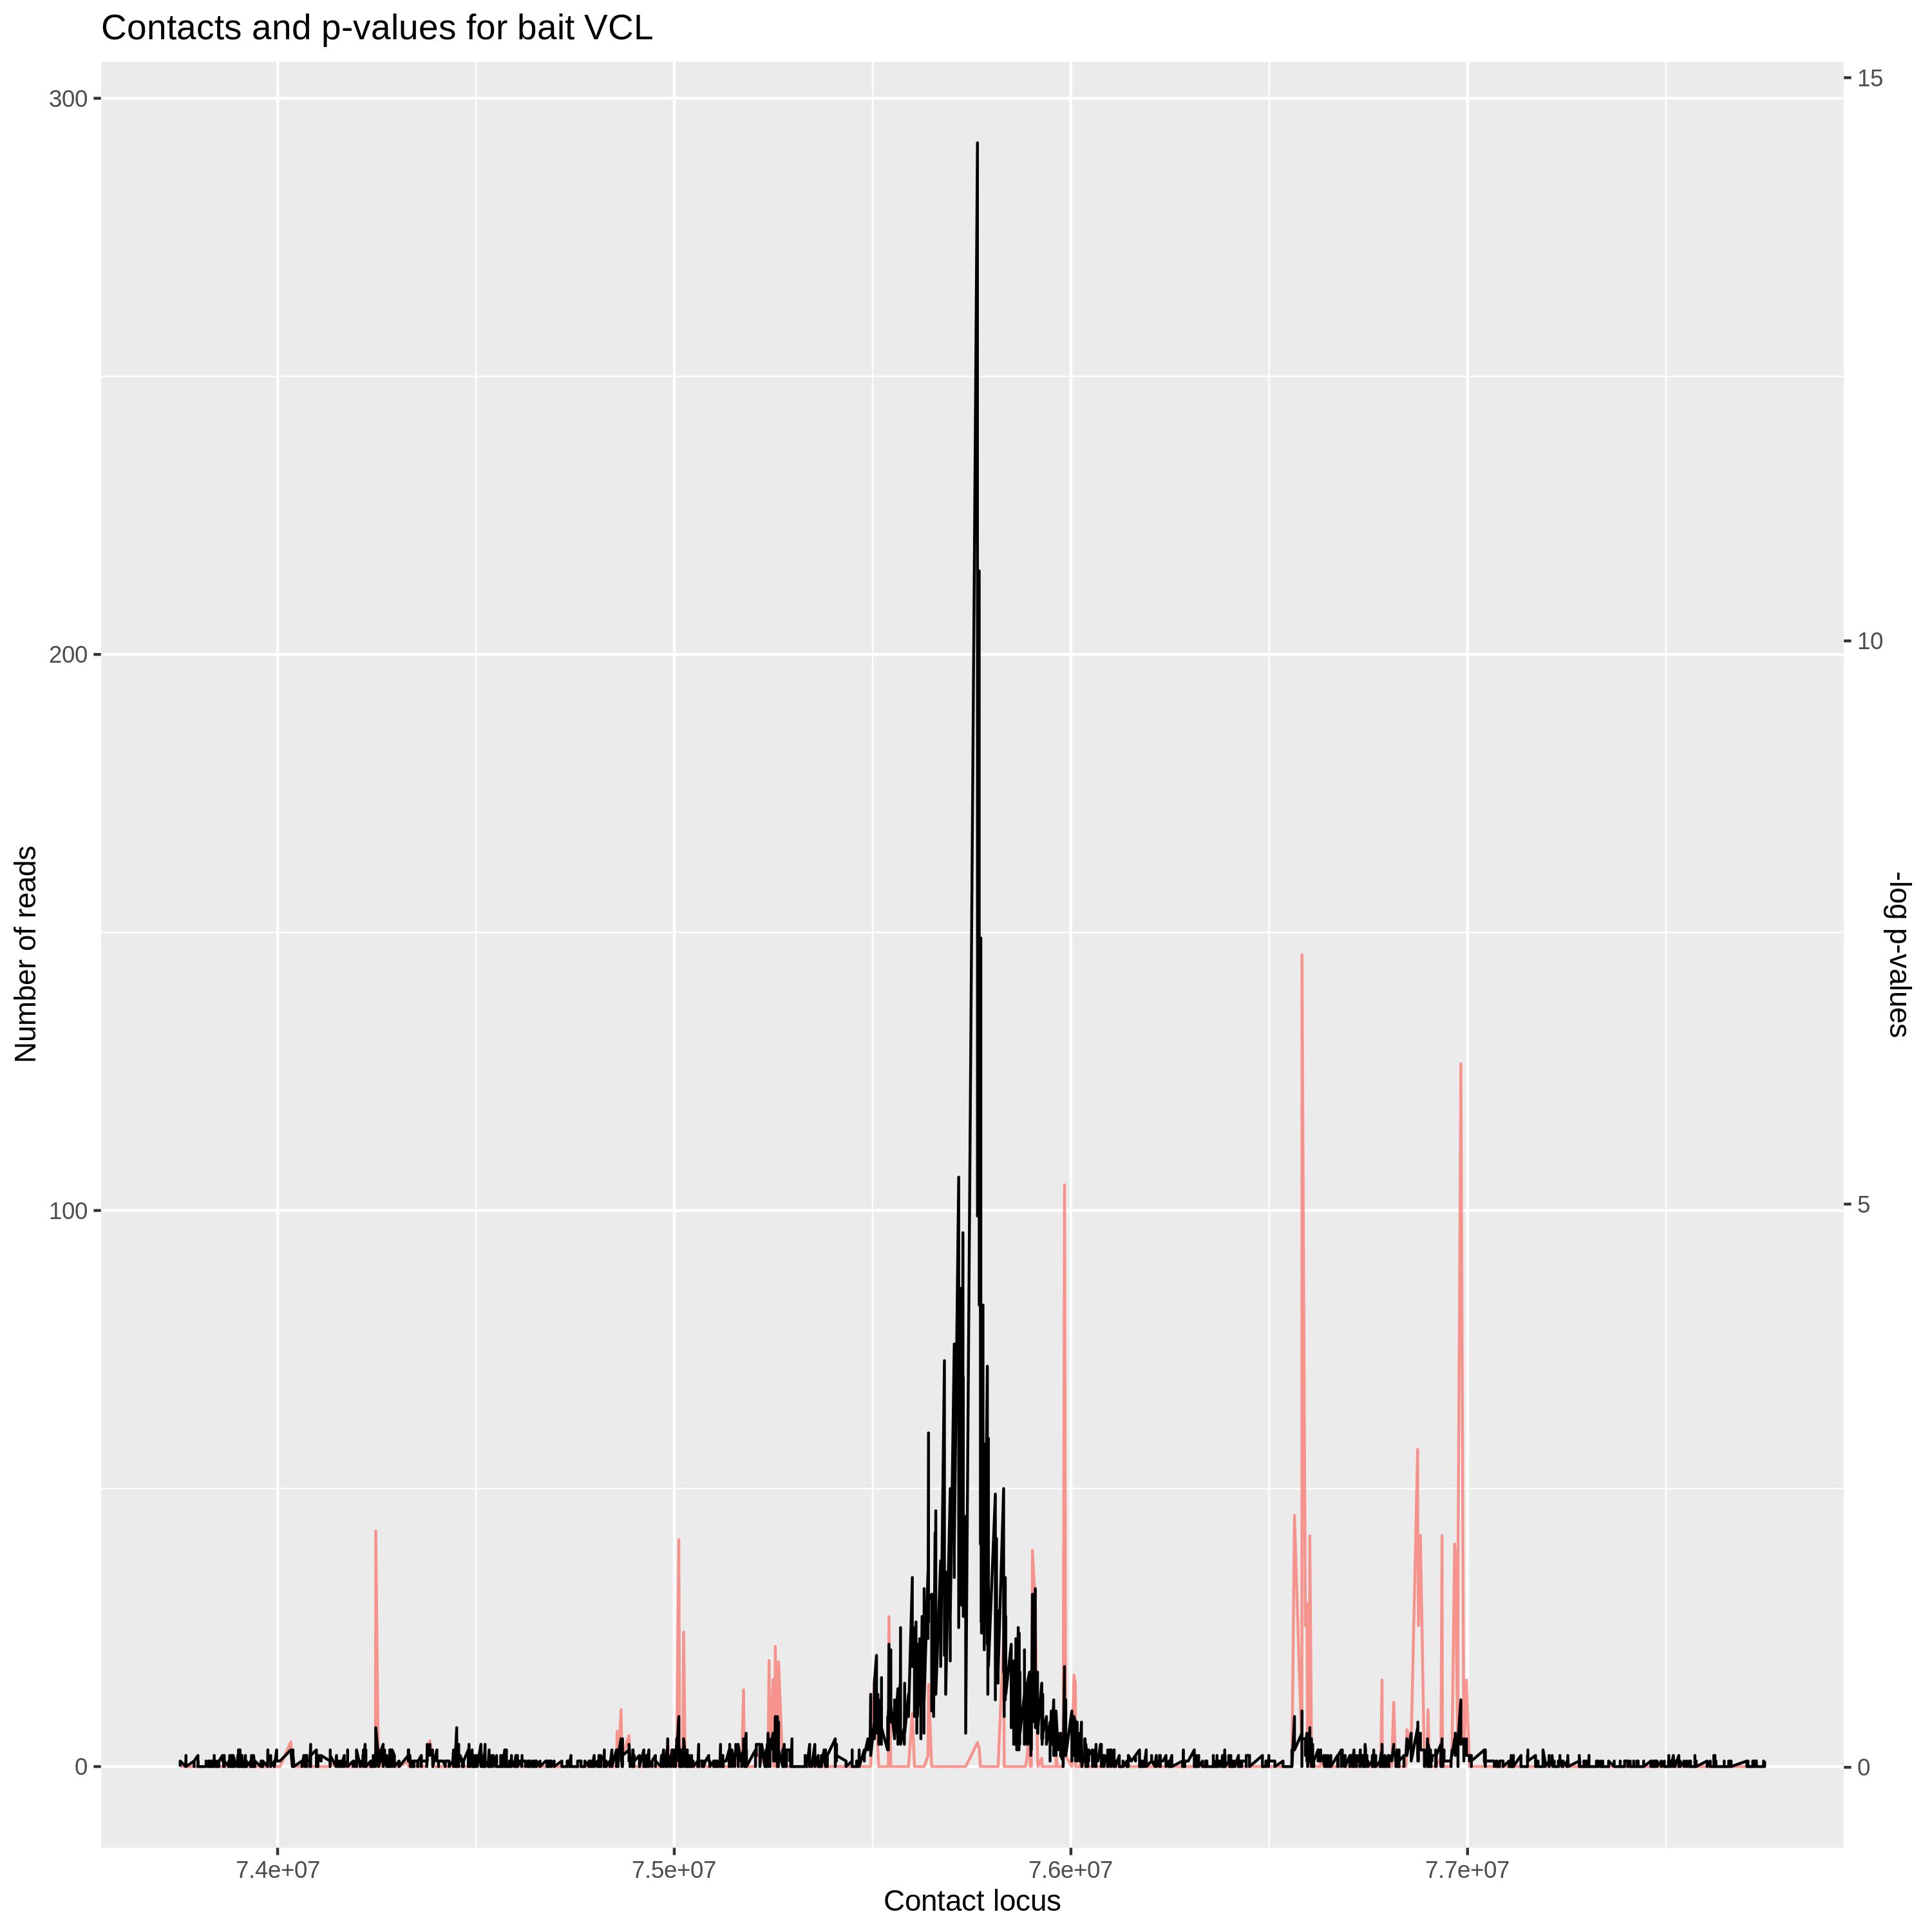 Contacts and p-values for bait VCL
300
200
100
0
Number of reads
15
10
5
0
-log p-values
7.4e+07
7.5e+07
7.6e+07
7.7e+07
Contact locus